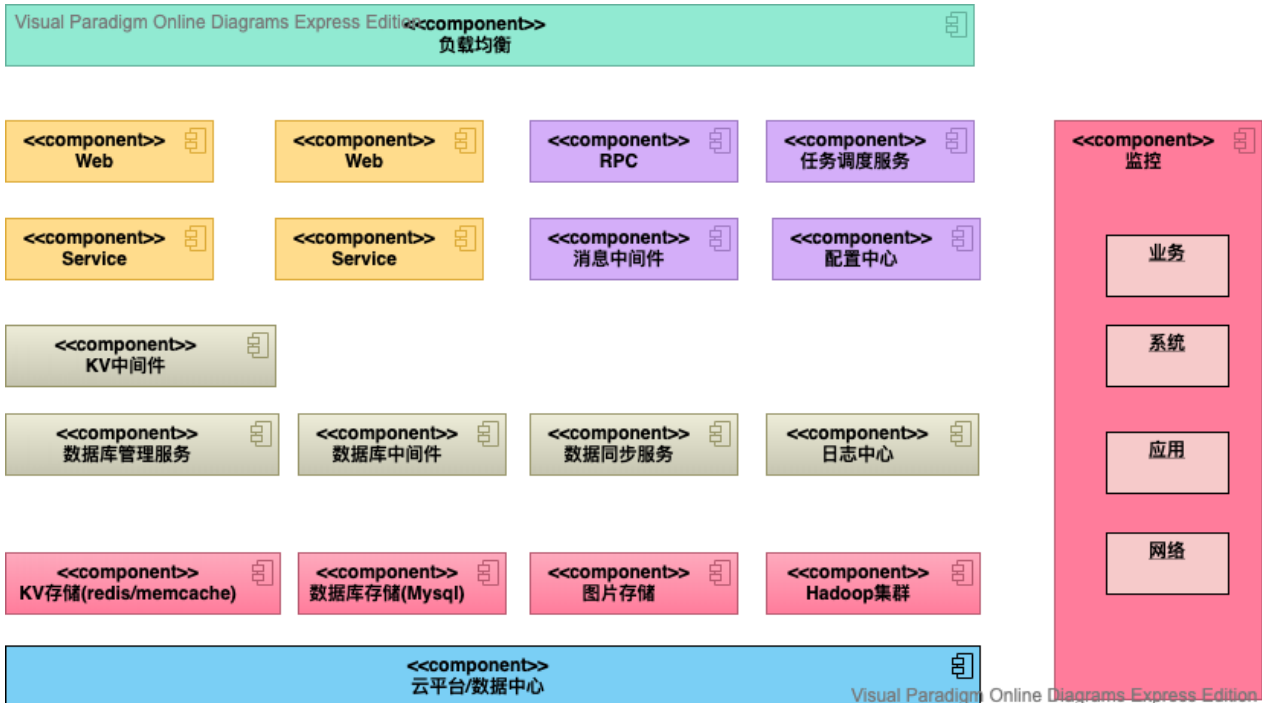 Visual Paradigm Online Diagrams Express Edition
<<component>>
负载均衡
<<component>>
Web
<<component>>
Web
<<component>>
RPC
<<component>>
任务调度服务
<<component>>
监控
<<component>>
Service
<<component>>
Service
<<component>>
消息中间件
<<component>>
配置中心
业务
<<component>>
KV中间件
系统
<<component>>
数据库管理服务
<<component>>
数据库中间件
<<component>>
数据同步服务
<<component>>
日志中心
应用
网络
<<component>>
KV存储(redis/memcache)
<<component>>
数据库存储(Mysql)
<<component>>
图片存储
<<component>>
Hadoop集群
<<component>>
云平台/数据中心
Visual Paradigm Online Diagrams Express Edition